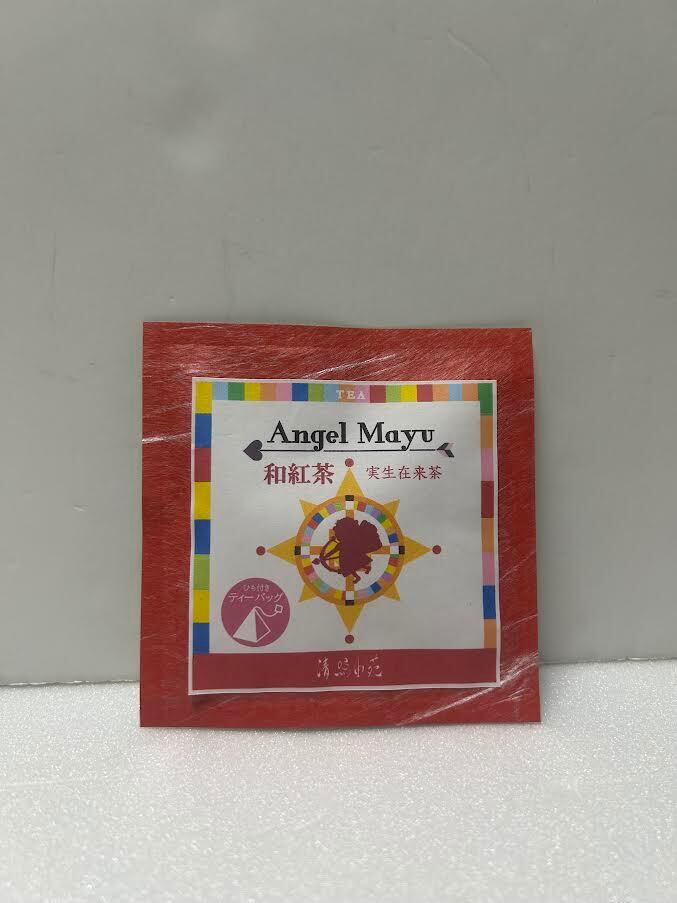 TEA
Angel Mayu
和紅茶 実生在来茶
ひも付き
ティーバッグ